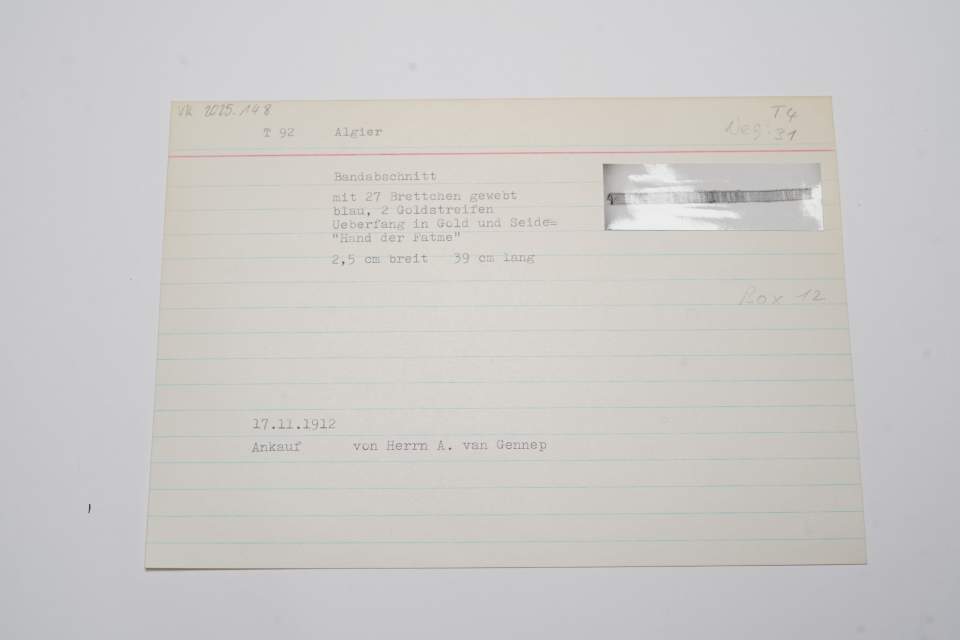 VK 2025.148
T 4
T 92 Algier
Neg. 31
Bandabschnitt
mit 27 Brettchen gewebt
blau, 2 Goldstreifen
Ueberfang in Gold und Seide=
"Hand der Fatme"
2,5 cm breit 39 cm lang
Box 12
17.11.1912
Ankauf von Herrn A. van Gennep